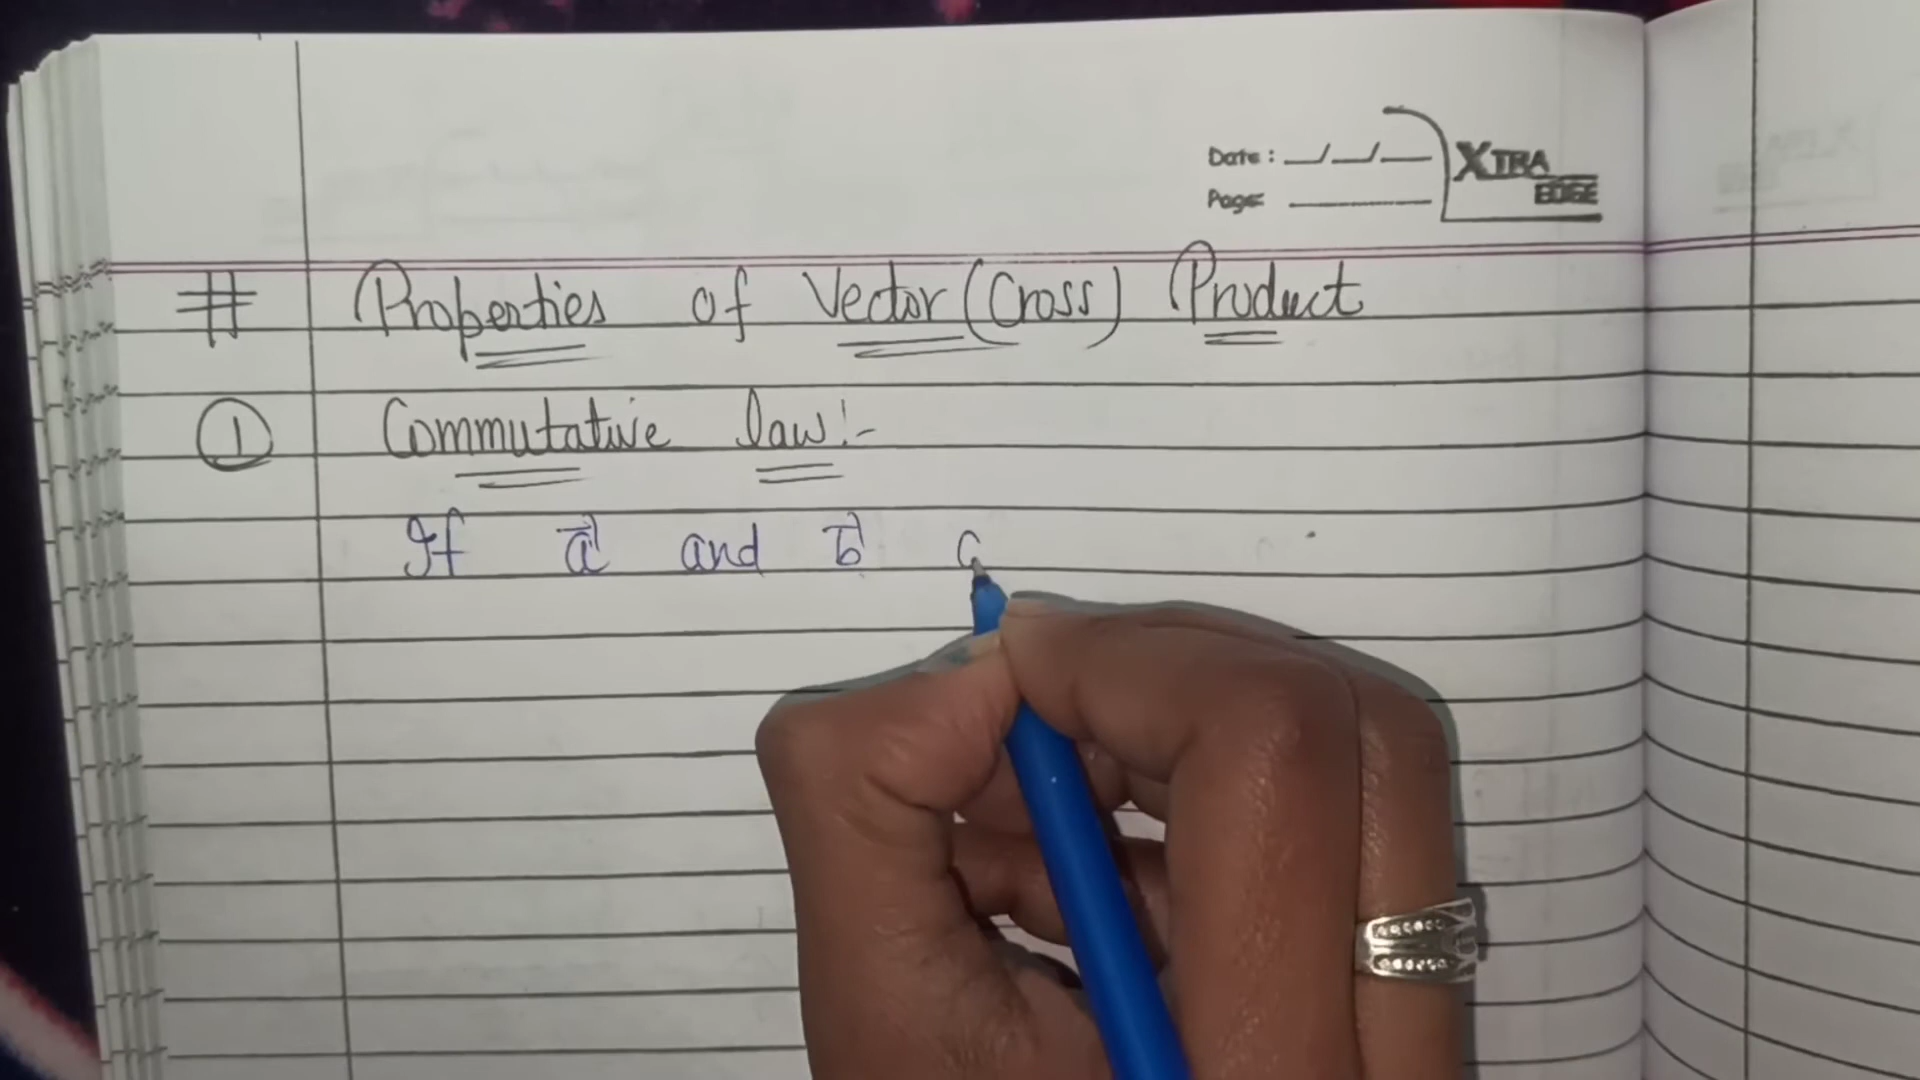 Date: __/__/__
Page: ______
XTRA EDGE
# Properties of Vector (Cross) Product
① Commutative law :-
If a⃗ and b⃗